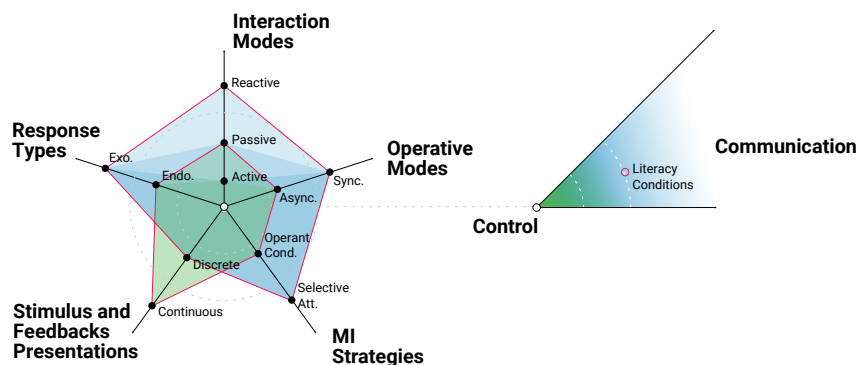 Interaction
Modes
Reactive
Response
Types
Passive
Operative
Modes
Communication
Exo.
Endo.
Active
Sync.
Async.
Literacy
Conditions
Control
Operant
Cond.
Discrete
Selective
Att.
Continuous
Stimulus and
Feedbacks
Presentations
MI
Strategies